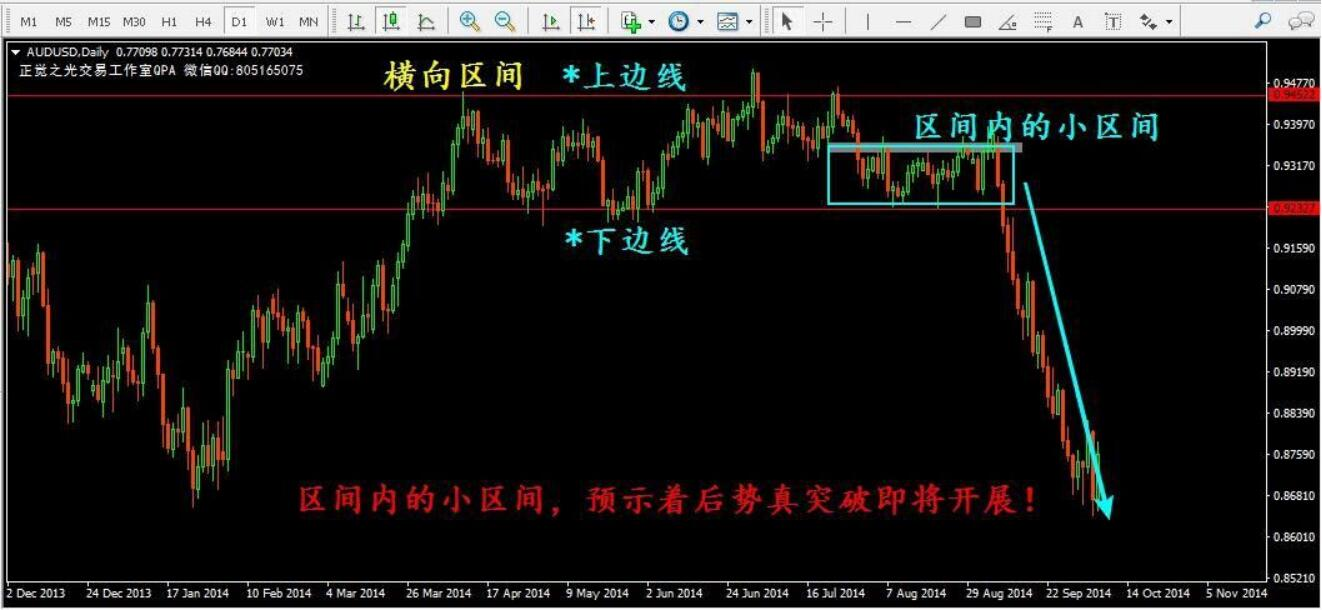 M1 M5 M15 M30 H1 H4 D1 W1 MN A T
AUDUSD,Daily 0.77098 0.77314 0.76844 0.77034
正觉之光交易工作室QPA 微信QQ:805165075
横向区间 *上边线
区间内的小区间
*下边线
区间内的小区间，预示着后势真突破即将开展！
0.94770
0.94522
0.93970
0.93170
0.92327
0.91590
0.90790
0.89990
0.89190
0.88390
0.87590
0.86810
0.86010
0.85210
2 Dec 2013 24 Dec 2013 17 Jan 2014 10 Feb 2014 4 Mar 2014 26 Mar 2014 17 Apr 2014 9 May 2014 2 Jun 2014 24 Jun 2014 16 Jul 2014 7 Aug 2014 29 Aug 2014 22 Sep 2014 14 Oct 2014 5 Nov 2014